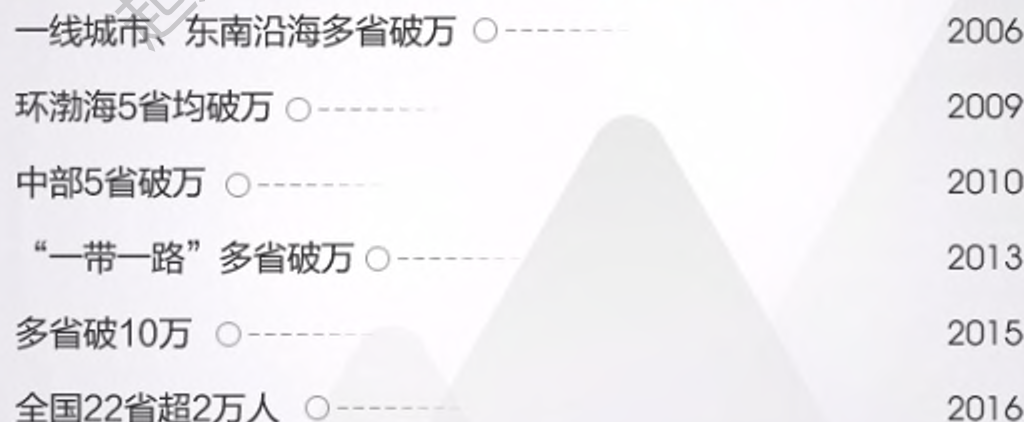 一线城市、东南沿海多省破万 2006
环渤海5省均破万 2009
中部5省破万 2010
“一带一路”多省破万 2013
多省破10万 2015
全国22省超2万人 2016